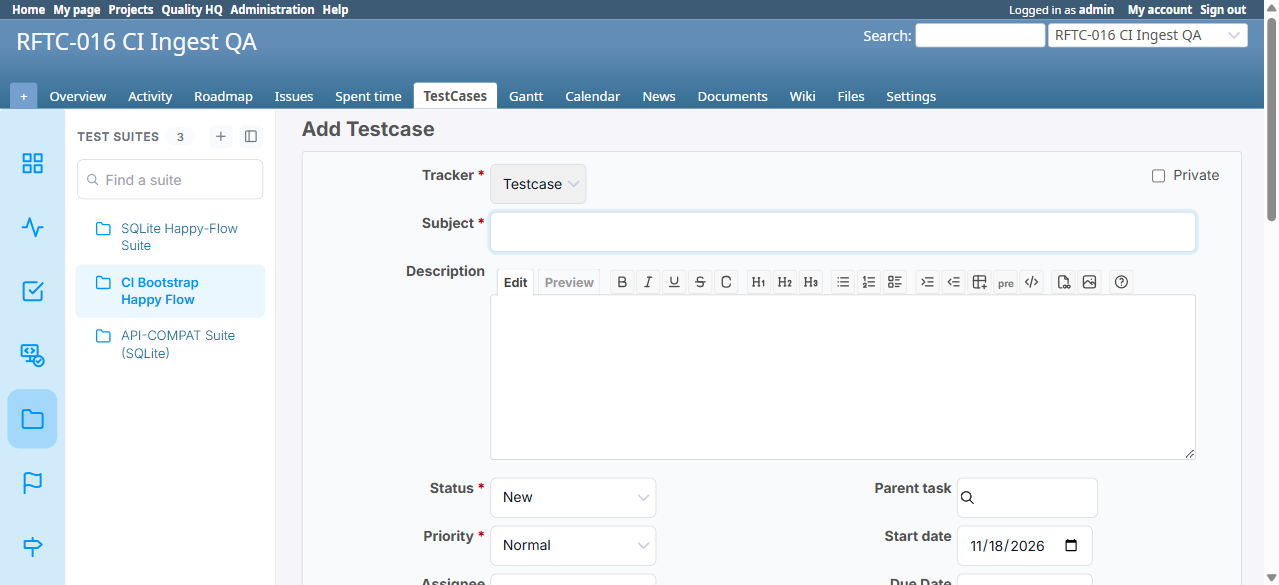 Home My page Projects Quality HQ Administration Help
Logged in as admin My account Sign out
RFTC-016 CI Ingest QA
Search:
RFTC-016 CI Ingest QA
+ Overview Activity Roadmap Issues Spent time TestCases Gantt Calendar News Documents Wiki Files Settings
TEST SUITES 3
Find a suite
SQLite Happy-Flow
Suite
CI Bootstrap
Happy Flow
API-COMPAT Suite
(SQLite)
Add Testcase
Tracker * Testcase
Private
Subject *
Description
Edit Preview B I U S C H1 H2 H3 pre
Status * New
Parent task
Priority * Normal
Start date 11/18/2026
Assignee
Due Date